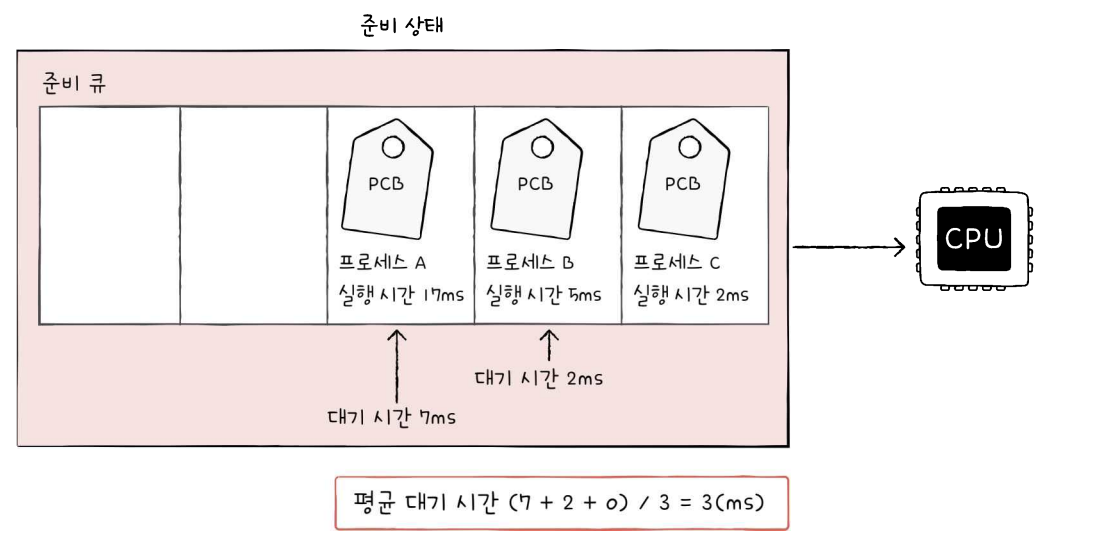 준비 상태
준비 큐
PCB
PCB
PCB
CPU
프로세스 A
실행 시간 17ms
프로세스 B
실행 시간 5ms
프로세스 C
실행 시간 2ms
대기 시간 2ms
대기 시간 7ms
평균 대기 시간 (7 + 2 + 0) / 3 = 3(ms)